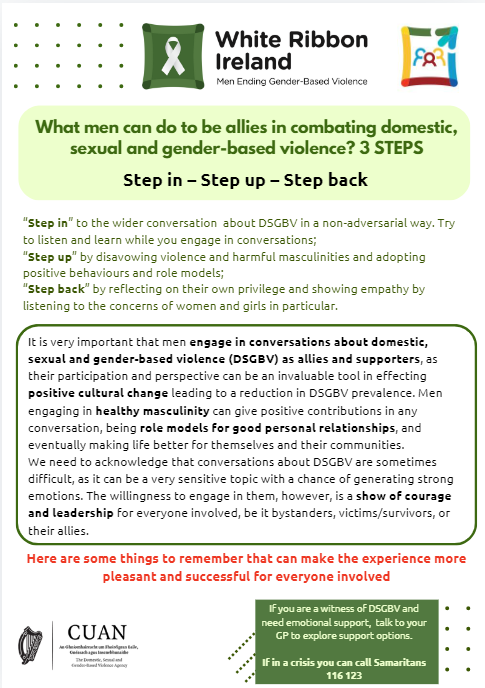 White Ribbon
Ireland
Men Ending Gender-Based Violence
What men can do to be allies in combating domestic,
sexual and gender-based violence? 3 STEPS
Step in – Step up – Step back
“Step in” to the wider conversation about DSGBV in a non-adversarial way. Try
to listen and learn while you engage in conversations;
“Step up” by disavowing violence and harmful masculinities and adopting
positive behaviours and role models;
“Step back” by reflecting on their own privilege and showing empathy by
listening to the concerns of women and girls in particular.
It is very important that men engage in conversations about domestic,
sexual and gender-based violence (DSGBV) as allies and supporters, as
their participation and perspective can be an invaluable tool in effecting
positive cultural change leading to a reduction in DSGBV prevalence. Men
engaging in healthy masculinity can give positive contributions in any
conversation, being role models for good personal relationships, and
eventually making life better for themselves and their communities.
We need to acknowledge that conversations about DSGBV are sometimes
difficult, as it can be a very sensitive topic with a chance of generating strong
emotions. The willingness to engage in them, however, is a show of courage
and leadership for everyone involved, be it bystanders, victims/survivors, or
their allies.
Here are some things to remember that can make the experience more
pleasant and successful for everyone involved
CUAN
The Domestic, Sexual and
Gender-Based Violence Agency
If you are a witness of DSGBV and
need emotional support, talk to your
GP to explore support options.
If in a crisis you can call Samaritans
116 123